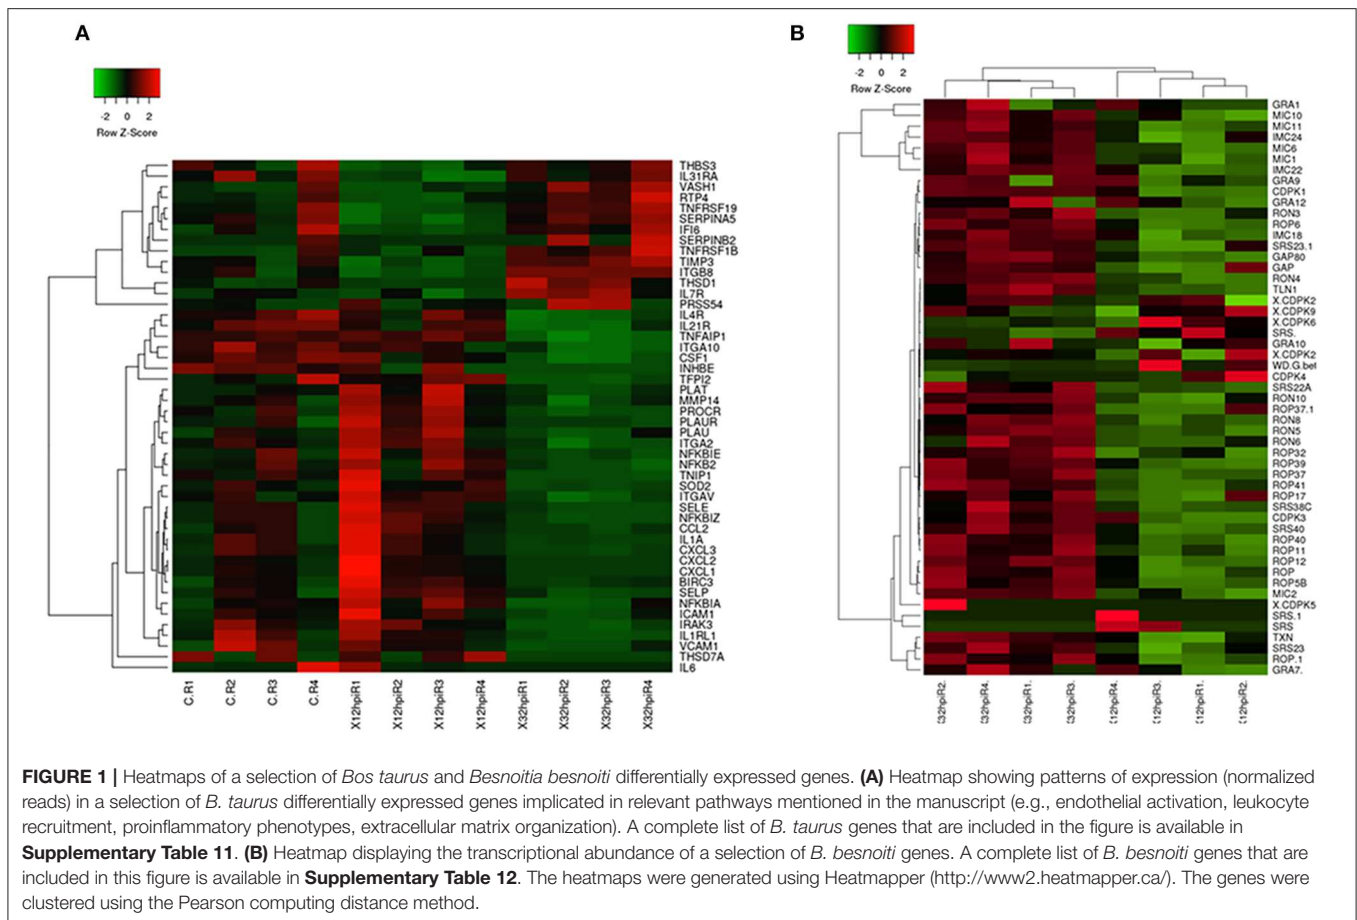 A
-2 0 2
Row Z-Score
THBS3
IL31RA
VASH1
RTP4
TNFRSF19
SERPINA5
IFI6
SERPINB2
TNFRSF1B
TIMP3
ITGB8
THSD1
IL7R
PRSS54
IL4R
IL21R
TNFAIP1
ITGA10
CSF1
INHBE
TFPI2
PLAT
MMP14
PROCR
PLAUR
PLAU
ITGA2
NFKBIE
NFKB2
TNIP1
SOD2
ITGAV
SELE
NFKBIZ
CCL2
IL1A
CXCL3
CXCL2
CXCL1
BIRC3
SELP
NFKBIA
ICAM1
IRAK3
IL1RL1
VCAM1
THSD7A
IL6
C.R1
C.R2
C.R3
C.R4
X12hpiR1
X12hpiR2
X12hpiR3
X12hpiR4
X32hpiR1
X32hpiR2
X32hpiR3
X32hpiR4
B
-2 0 2
Row Z-Score
GRA1
MIC10
MIC11
IMC24
MIC6
MIC1
IMC22
GRA9
CDPK1
GRA12
RON3
ROP6
IMC18
SRS23.1
GAP80
GAP
RON4
TLN1
X.CDPK2
X.CDPK9
X.CDPK6
SRS.
GRA10
X.CDPK2
WD.G.bet
CDPK4
SRS22A
RON10
ROP37.1
RON8
RON5
RON6
ROP32
ROP39
ROP37
ROP41
ROP17
SRS38C
CDPK3
SRS40
ROP40
ROP11
ROP12
ROP
ROP5B
MIC2
X.CDPK5
SRS.1
SRS
TXN
SRS23
ROP.1
GRA7.
32hpiR2.
32hpiR4.
32hpiR1.
32hpiR3.
12hpiR4.
12hpiR3.
12hpiR1.
12hpiR2.
FIGURE 1 | Heatmaps of a selection of Bos taurus and Besnoitia besnoiti differentially expressed genes. (A) Heatmap showing patterns of expression (normalized
reads) in a selection of B. taurus differentially expressed genes implicated in relevant pathways mentioned in the manuscript (e.g., endothelial activation, leukocyte
recruitment, proinflammatory phenotypes, extracellular matrix organization). A complete list of B. taurus genes that are included in the figure is available in
Supplementary Table 11. (B) Heatmap displaying the transcriptional abundance of a selection of B. besnoiti genes. A complete list of B. besnoiti genes that are
included in this figure is available in Supplementary Table 12. The heatmaps were generated using Heatmapper (http://www2.heatmapper.ca/). The genes were
clustered using the Pearson computing distance method.